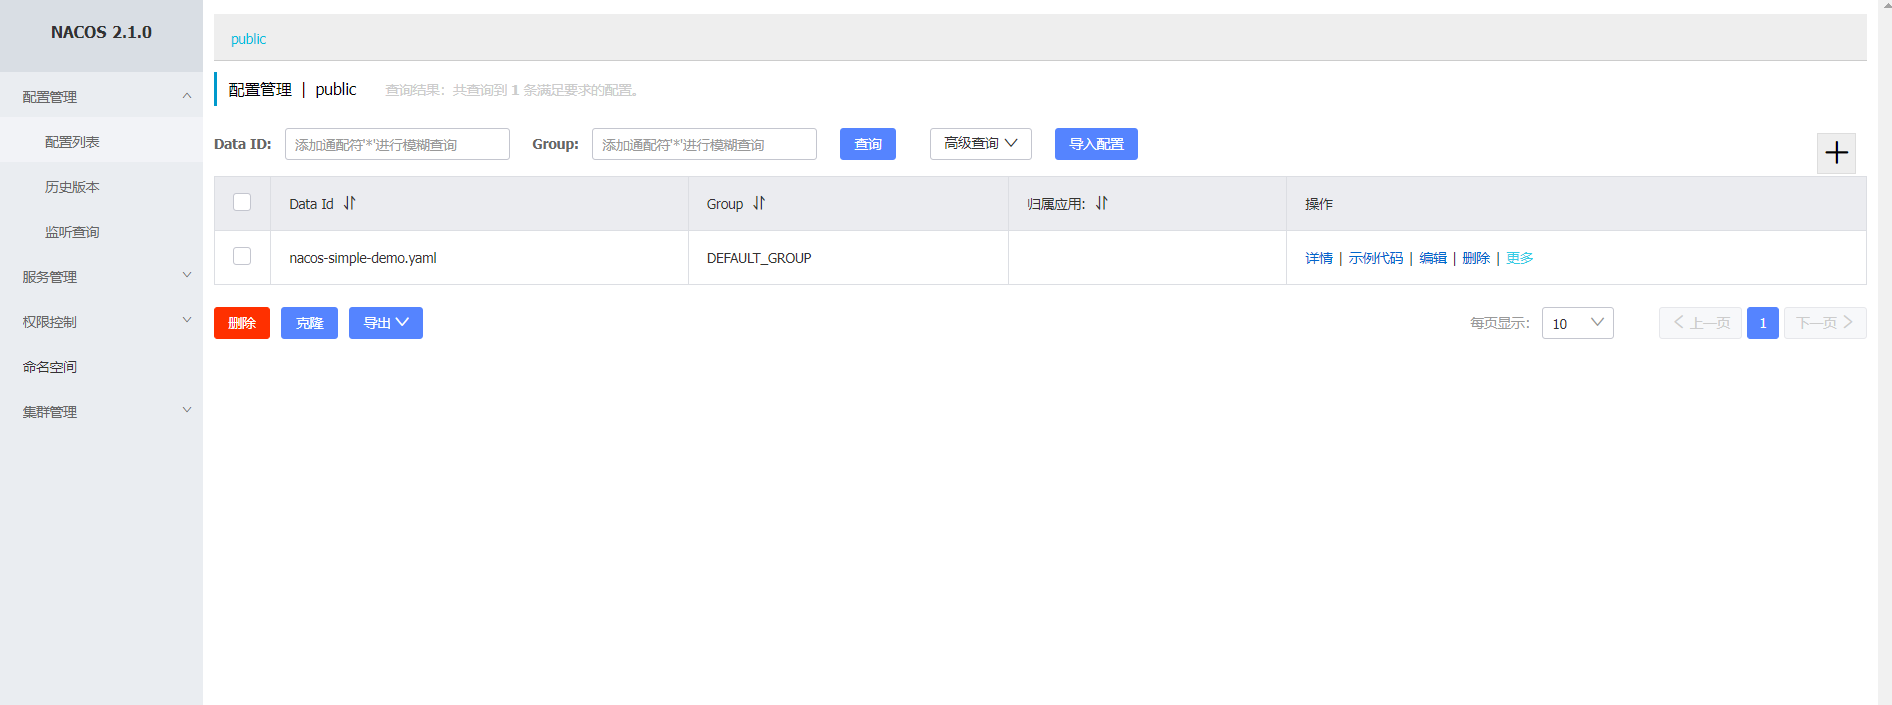 NACOS 2.1.0
配置管理
配置列表
历史版本
监听查询
服务管理
权限控制
命名空间
集群管理
public
配置管理 | public 查询结果：共查询到 1 条满足要求的配置。
Data ID: 添加通配符'*'进行模糊查询 Group: 添加通配符'*'进行模糊查询 查询 高级查询 导入配置
Data Id Group 归属应用: 操作
nacos-simple-demo.yaml DEFAULT_GROUP 详情 | 示例代码 | 编辑 | 删除 | 更多
删除 克隆 导出 每页显示: 10 上一页 1 下一页